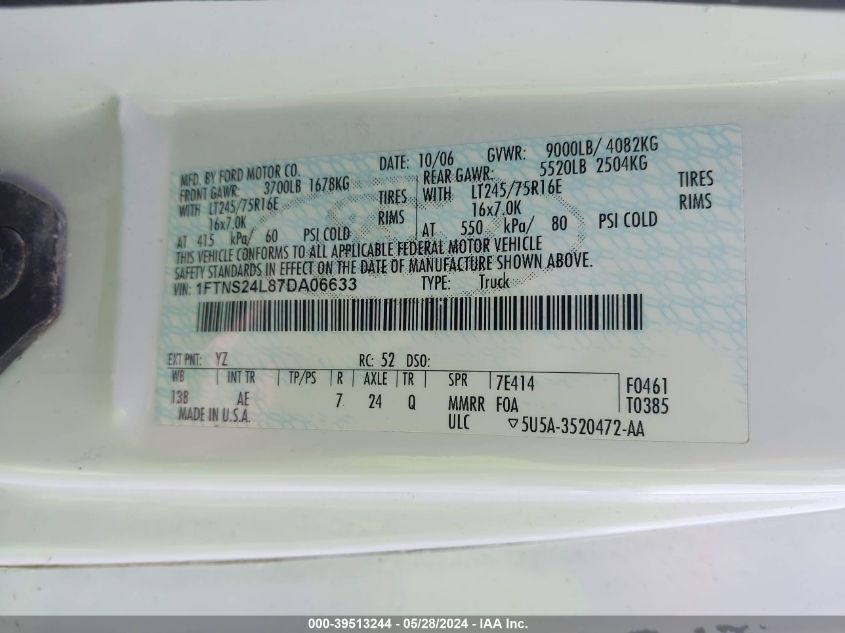 MFD. BY FORD MOTOR CO. DATE: 10/06 GVWR: 9000LB/ 4082KG
FRONT GAWR: 3700LB 1678KG REAR GAWR: 5520LB 2504KG
WITH LT245/75R16E TIRES WITH LT245/75R16E TIRES
16x7.0K RIMS 16x7.0K RIMS
AT 415 kPa/ 60 PSI COLD AT 550 kPa/ 80 PSI COLD
THIS VEHICLE CONFORMS TO ALL APPLICABLE FEDERAL MOTOR VEHICLE
SAFETY STANDARDS IN EFFECT ON THE DATE OF MANUFACTURE SHOWN ABOVE.
VIN: 1FTNS24L87DA06633 TYPE: Truck
EXT PNT: YZ RC: 52 DSO:
WB INT TR TP/PS R AXLE TR SPR 7E414 F0461
138 AE 7 24 Q MMRR FOA T0385
MADE IN U.S.A. ULC ▽5U5A-3520472-AA
000-39513244 - 05/28/2024 - IAA Inc.